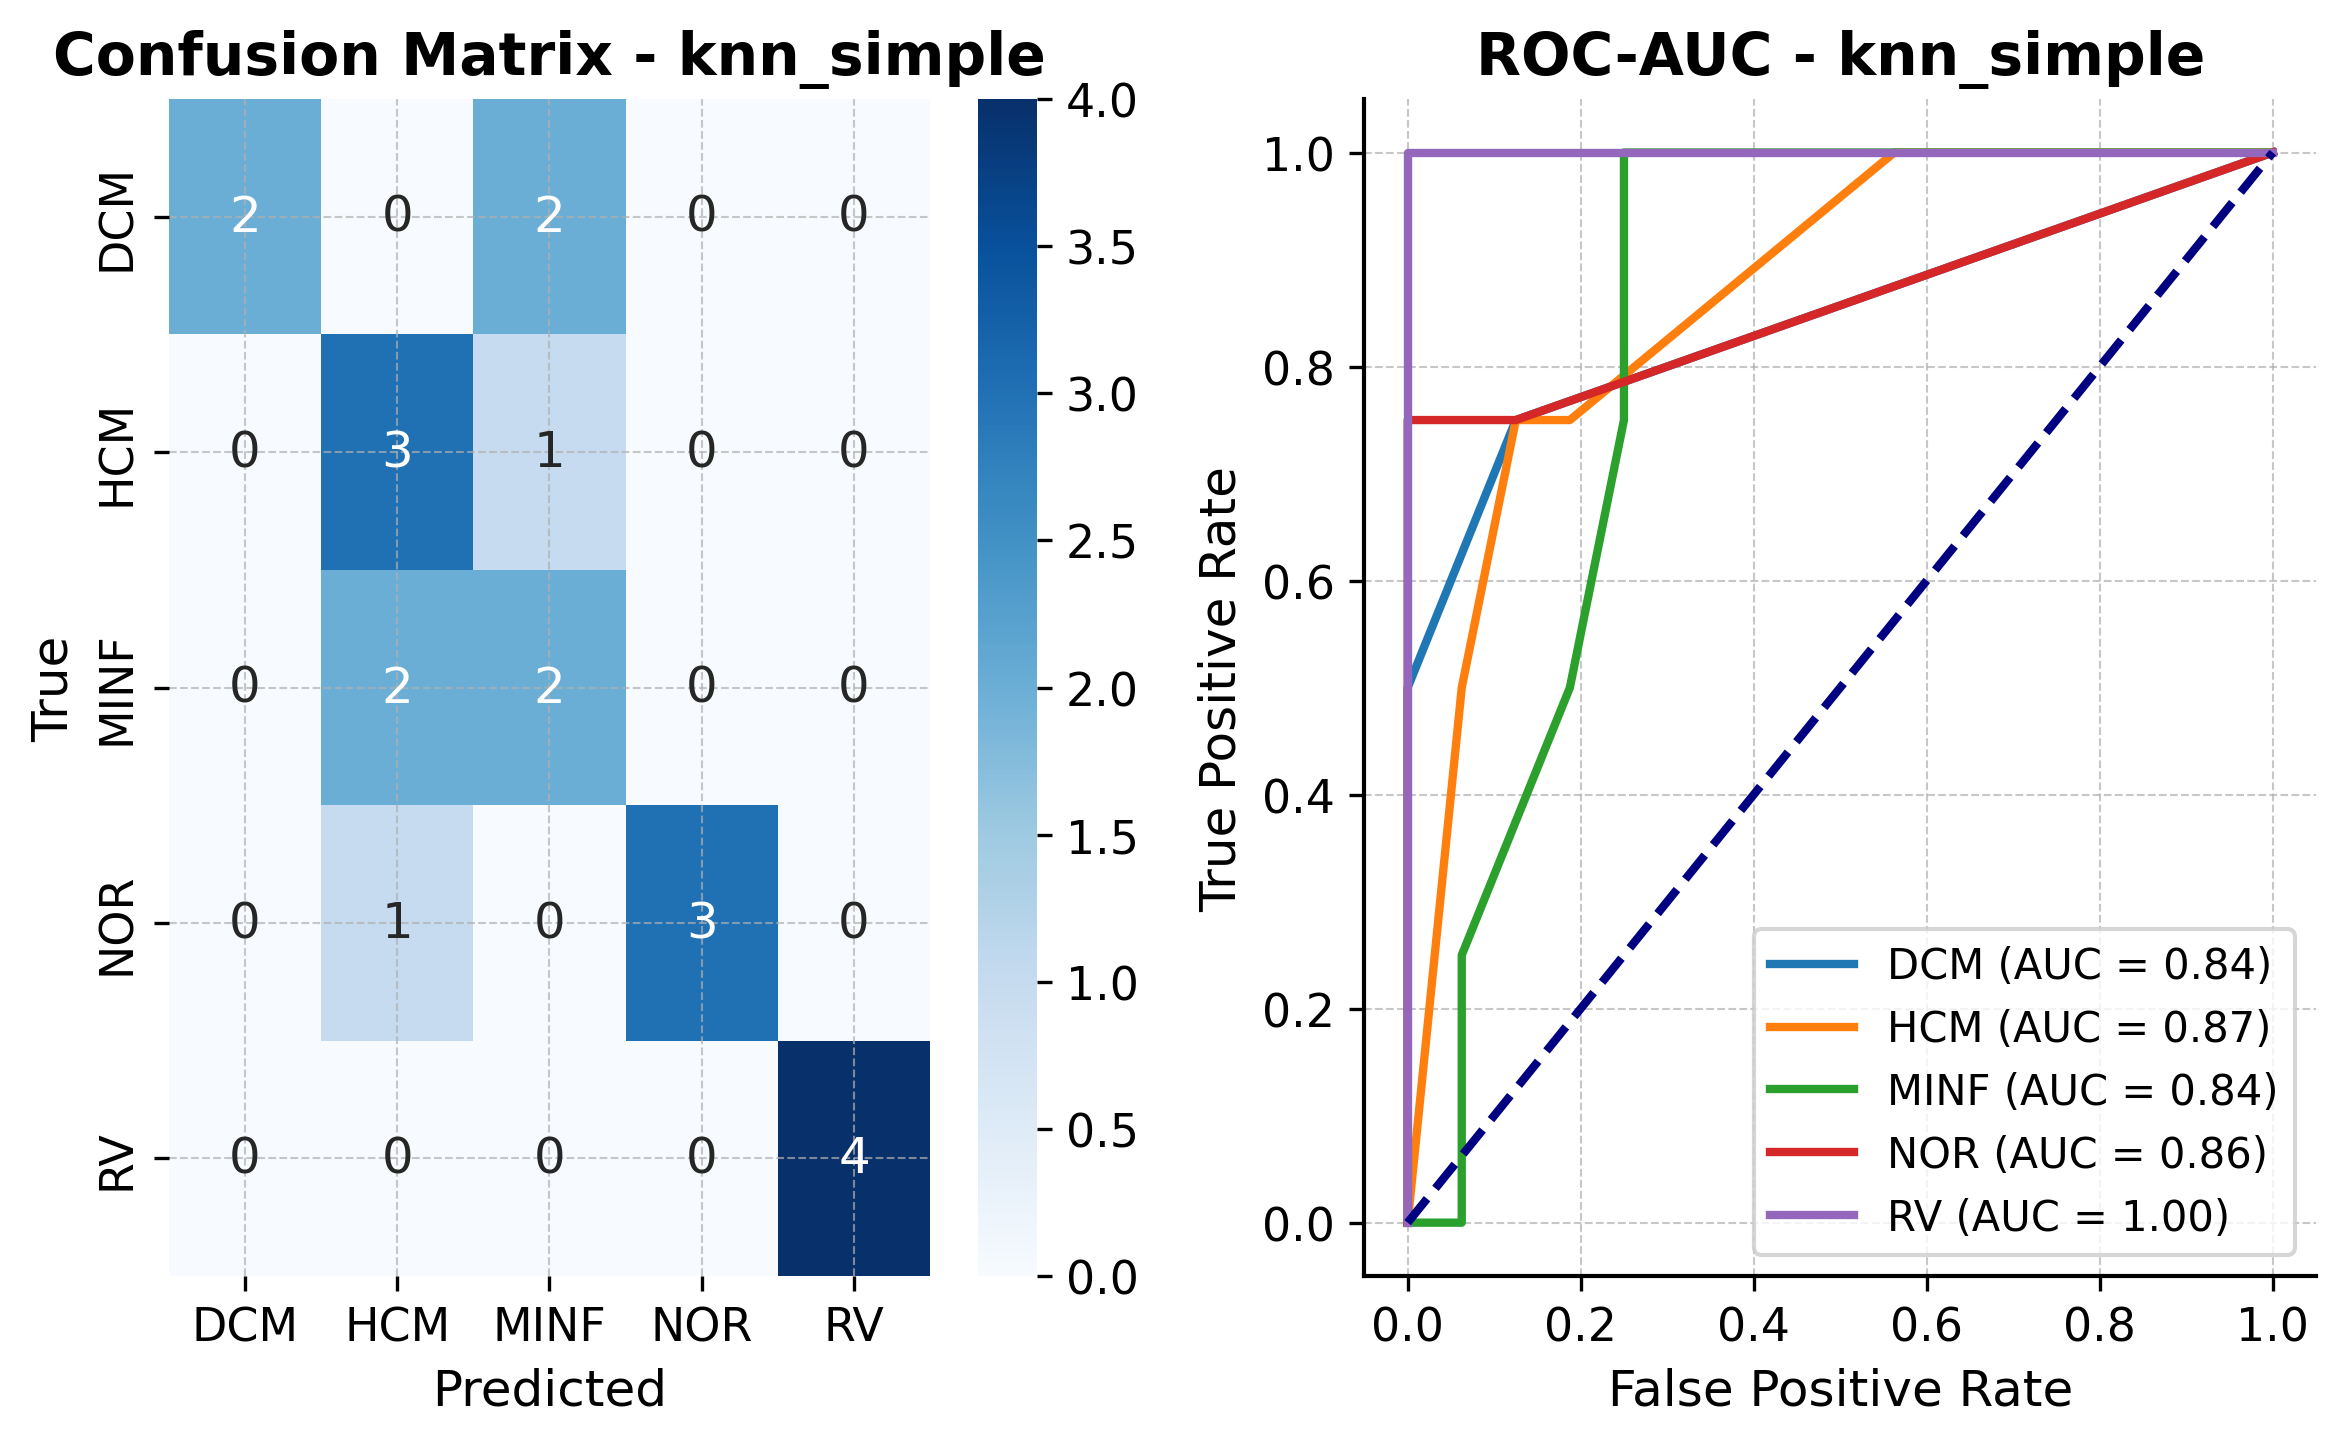 Confusion Matrix - knn_simple
True
DCM 2 0 2 0 0
HCM 0 3 1 0 0
MINF 0 2 2 0 0
NOR 0 1 0 3 0
RV 0 0 0 0 4
DCM HCM MINF NOR RV
Predicted
4.0
3.5
3.0
2.5
2.0
1.5
1.0
0.5
0.0
ROC-AUC - knn_simple
True Positive Rate
1.0
0.8
0.6
0.4
0.2
0.0
DCM (AUC = 0.84)
HCM (AUC = 0.87)
MINF (AUC = 0.84)
NOR (AUC = 0.86)
RV (AUC = 1.00)
0.0 0.2 0.4 0.6 0.8 1.0
False Positive Rate